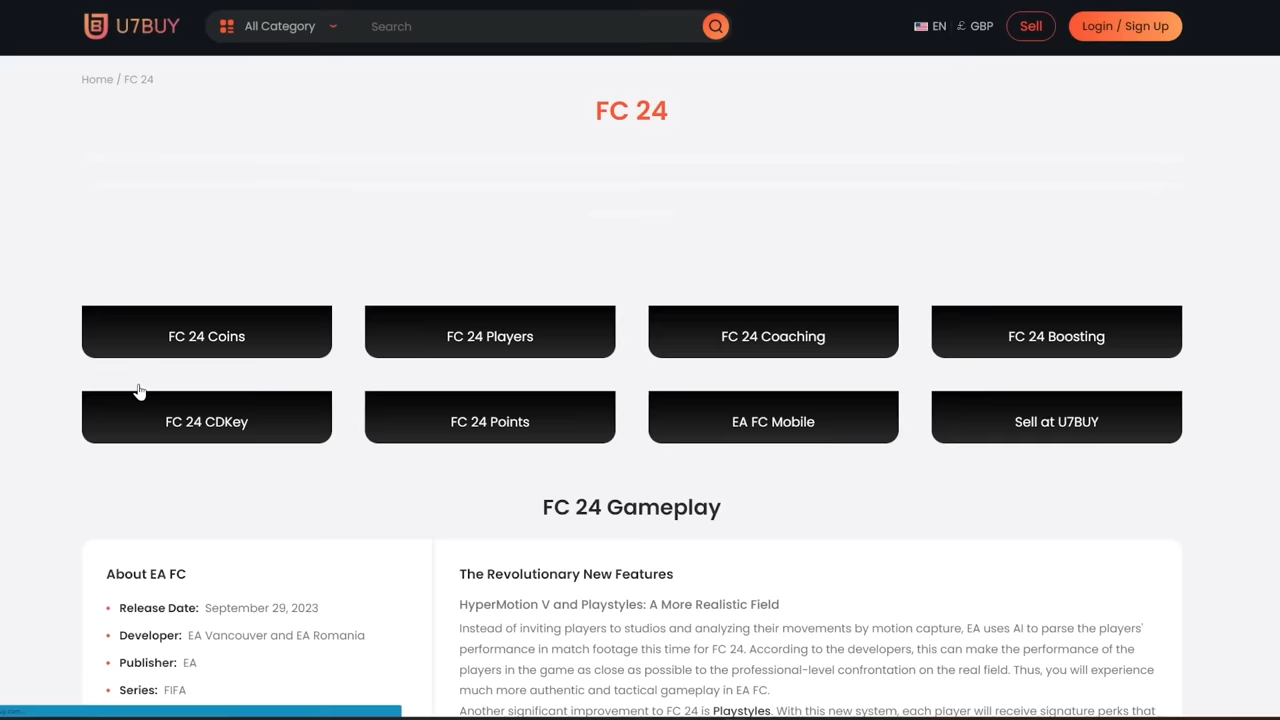 U7BUY
All Category
Search
EN
£ GBP
Sell
Login / Sign Up
Home / FC 24
FC 24
FC 24 Coins
FC 24 Players
FC 24 Coaching
FC 24 Boosting
FC 24 CDKey
FC 24 Points
EA FC Mobile
Sell at U7BUY
FC 24 Gameplay
About EA FC
• Release Date: September 29, 2023
• Developer: EA Vancouver and EA Romania
• Publisher: EA
• Series: FIFA
The Revolutionary New Features
HyperMotion V and Playstyles: A More Realistic Field
Instead of inviting players to studios and analyzing their movements by motion capture, EA uses AI to parse the players'
performance in match footage this time for FC 24. According to the developers, this can make the performance of the
players in the game as close as possible to the professional-level confrontation on the real field. Thus, you will experience
much more authentic and tactical gameplay in EA FC.
Another significant improvement to FC 24 is Playstyles. With this new system, each player will receive signature perks that